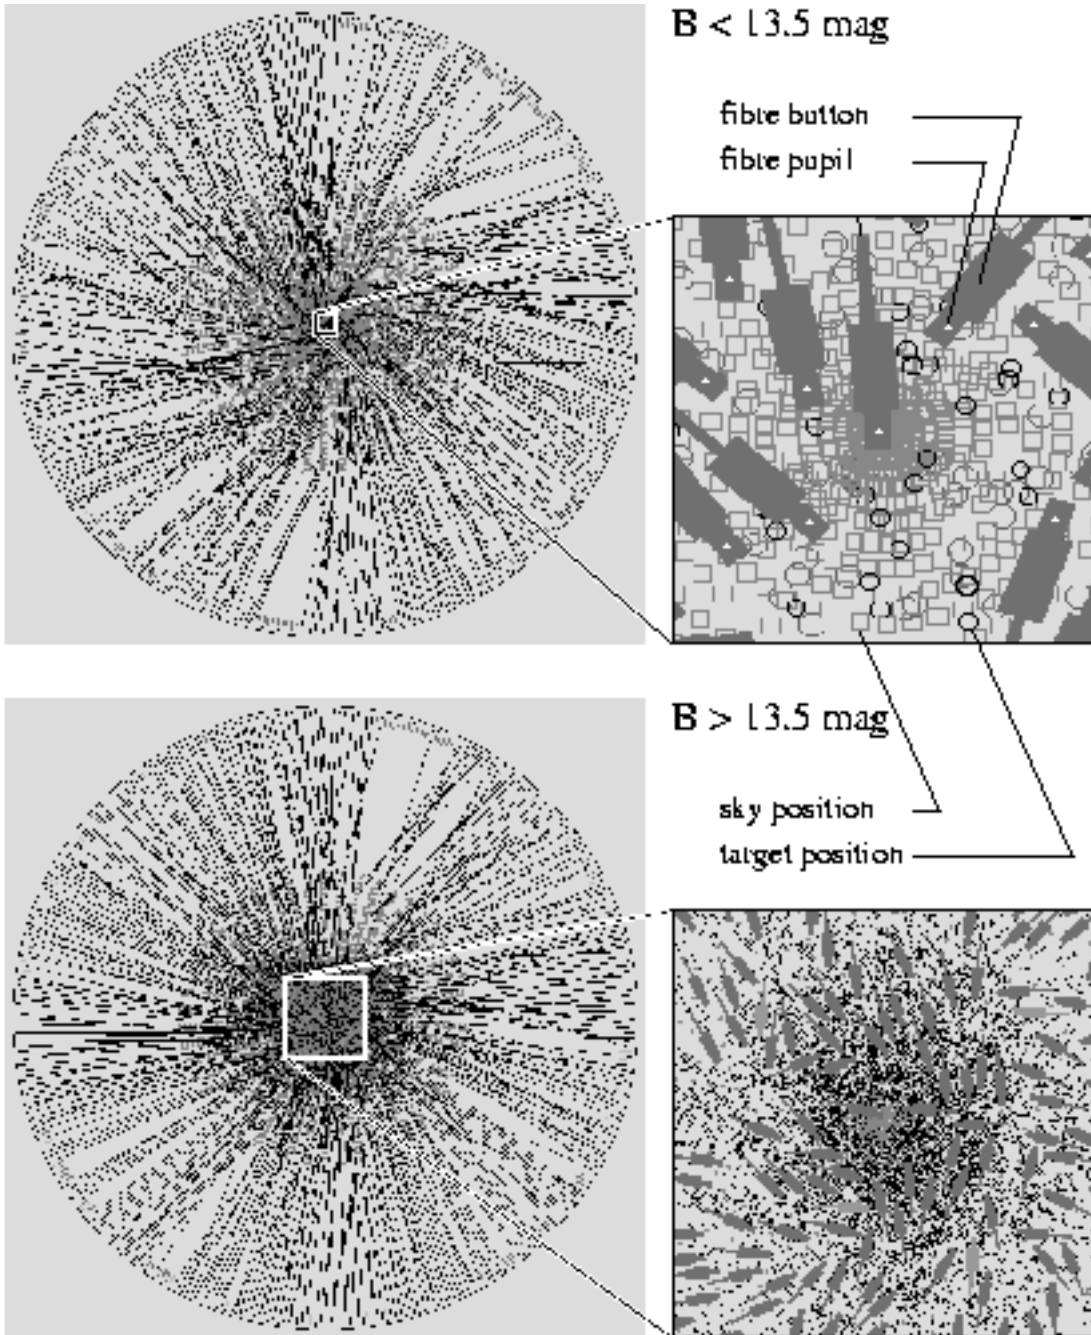 B < 13.5 mag
fibre button
fibre pupil
B > 13.5 mag
sky position
target position